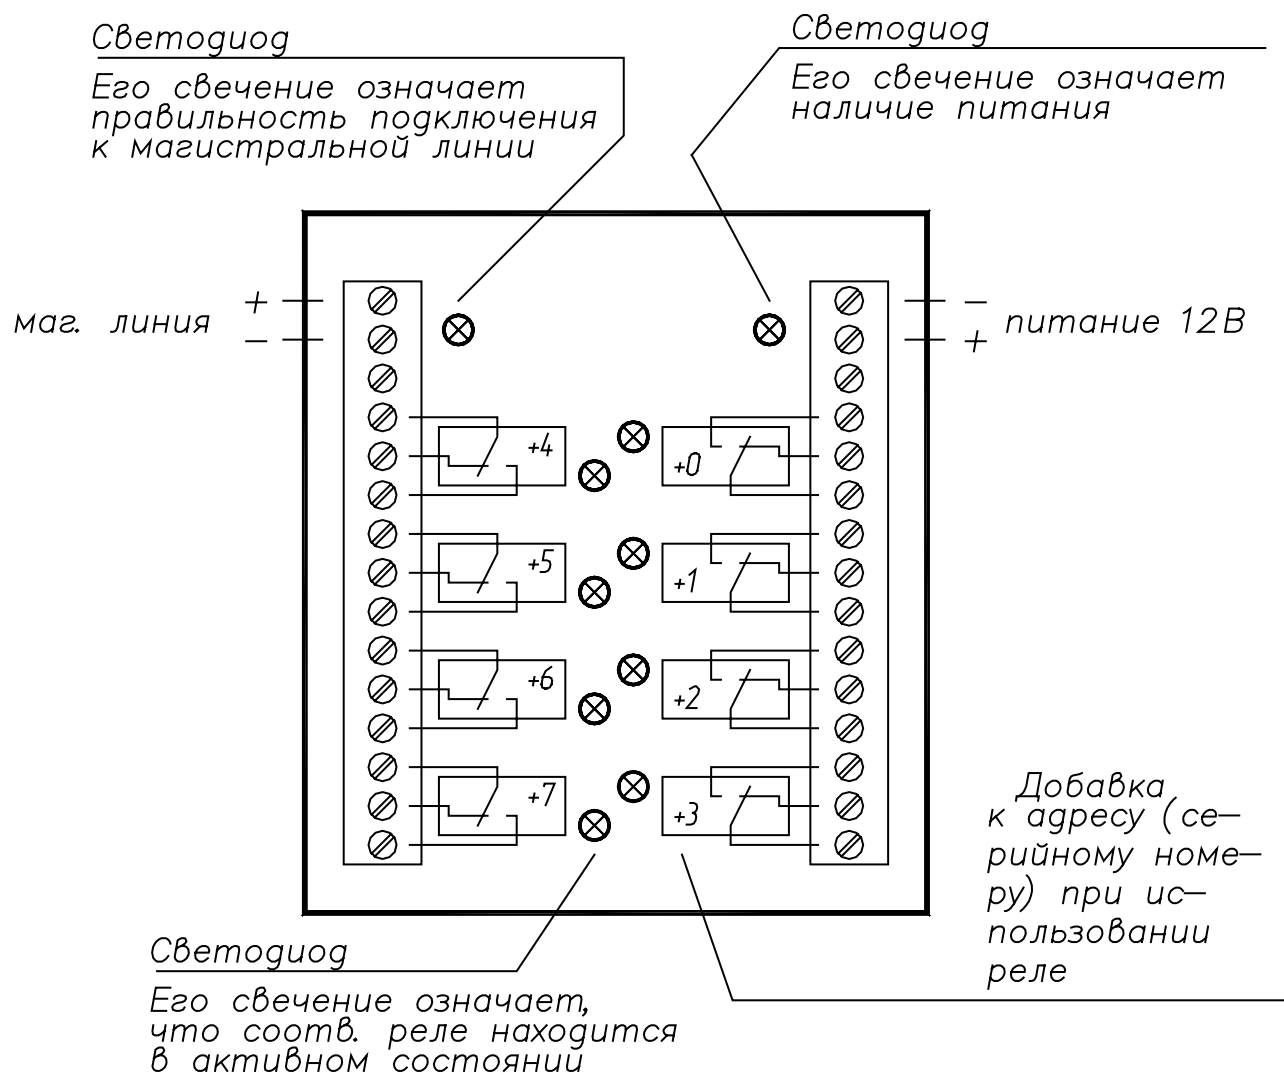 Светодиод
Его свечение означает
правильность подключения
к магистральной линии
Светодиод
Его свечение означает
наличие питания
маг. линия
+
−
− 
+
питание 12В
+4
+0
+5
+1
+6
+2
+7
+3
Добавка
к адресу (се−
рийному номе−
ру) при ис−
пользовании
реле
Светодиод
Его свечение означает,
что соотв. реле находится
в активном состоянии